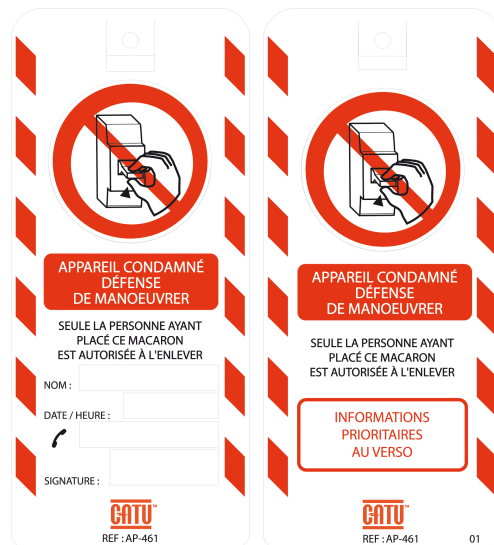 APPAREIL CONDAMNÉ
DÉFENSE
DE MANOEUVRER
SEULE LA PERSONNE AYANT
PLACÉ CE MACARON
EST AUTORISÉE À L'ENLEVER
NOM :
DATE / HEURE :
SIGNATURE :
CATU™
REF : AP-461
APPAREIL CONDAMNÉ
DÉFENSE
DE MANOEUVRER
SEULE LA PERSONNE AYANT
PLACÉ CE MACARON
EST AUTORISÉE À L'ENLEVER
INFORMATIONS
PRIORITAIRES
AU VERSO
CATU™
REF : AP-461
01